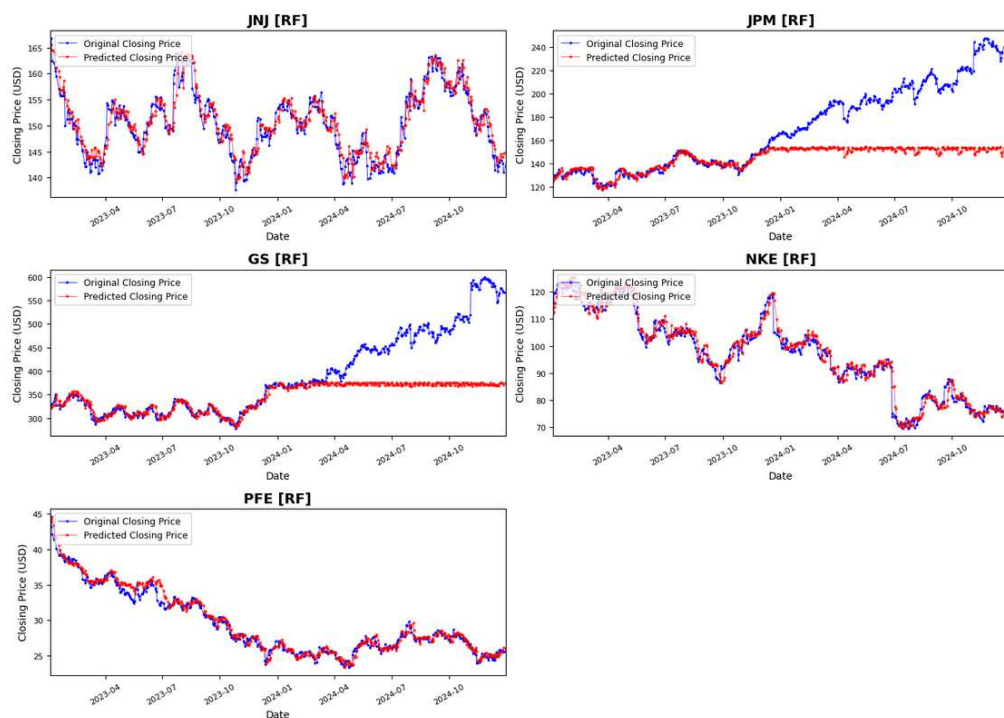 JNJ [RF]
Closing Price (USD)
165
160
155
150
145
140
Original Closing Price
Predicted Closing Price
2023-04
2023-07
2023-10
2024-01
2024-04
2024-07
2024-10
Date
JPM [RF]
Closing Price (USD)
240
220
200
180
160
140
120
Original Closing Price
Predicted Closing Price
2023-04
2023-07
2023-10
2024-01
2024-04
2024-07
2024-10
Date
GS [RF]
Closing Price (USD)
600
550
500
450
400
350
300
Original Closing Price
Predicted Closing Price
2023-04
2023-07
2023-10
2024-01
2024-04
2024-07
2024-10
Date
NKE [RF]
Closing Price (USD)
120
110
100
90
80
70
Original Closing Price
Predicted Closing Price
2023-04
2023-07
2023-10
2024-01
2024-04
2024-07
2024-10
Date
PFE [RF]
Closing Price (USD)
45
40
35
30
25
Original Closing Price
Predicted Closing Price
2023-04
2023-07
2023-10
2024-01
2024-04
2024-07
2024-10
Date